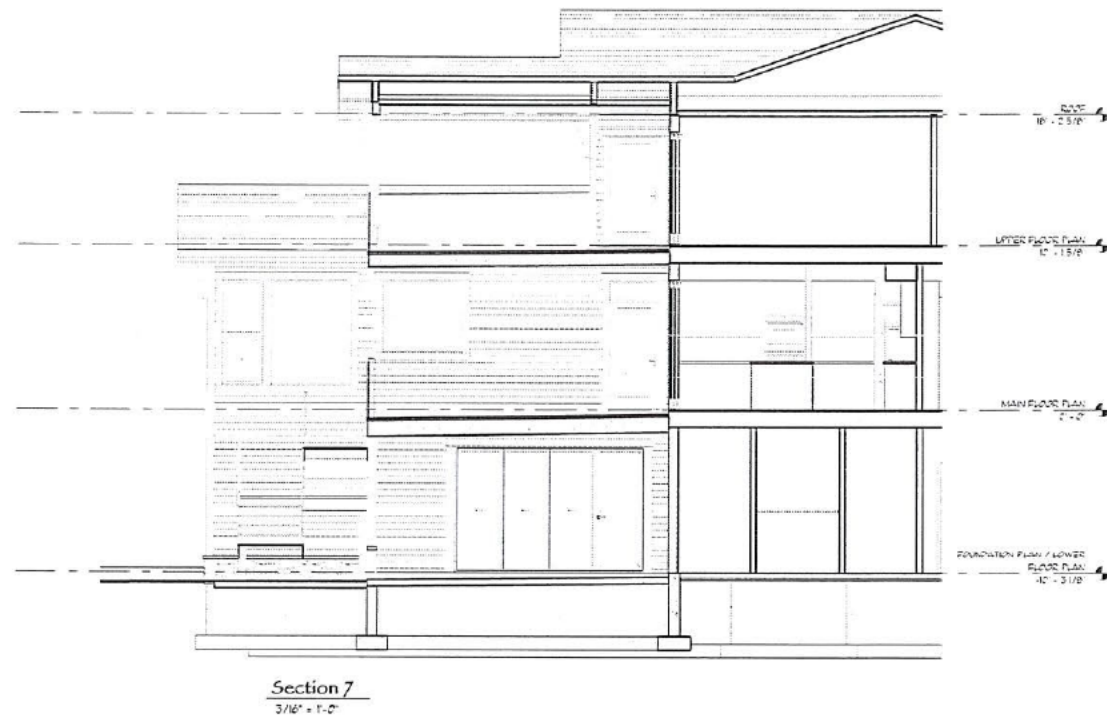 ROOF
18' - 2 5/8"
UPPER FLOOR PLAN
10' - 1 5/8"
MAIN FLOOR PLAN
0' - 0"
FOUNDATION PLAN / LOWER
FLOOR PLAN
-10' - 3 1/8"
Section 7
3/16" = 1'-0"